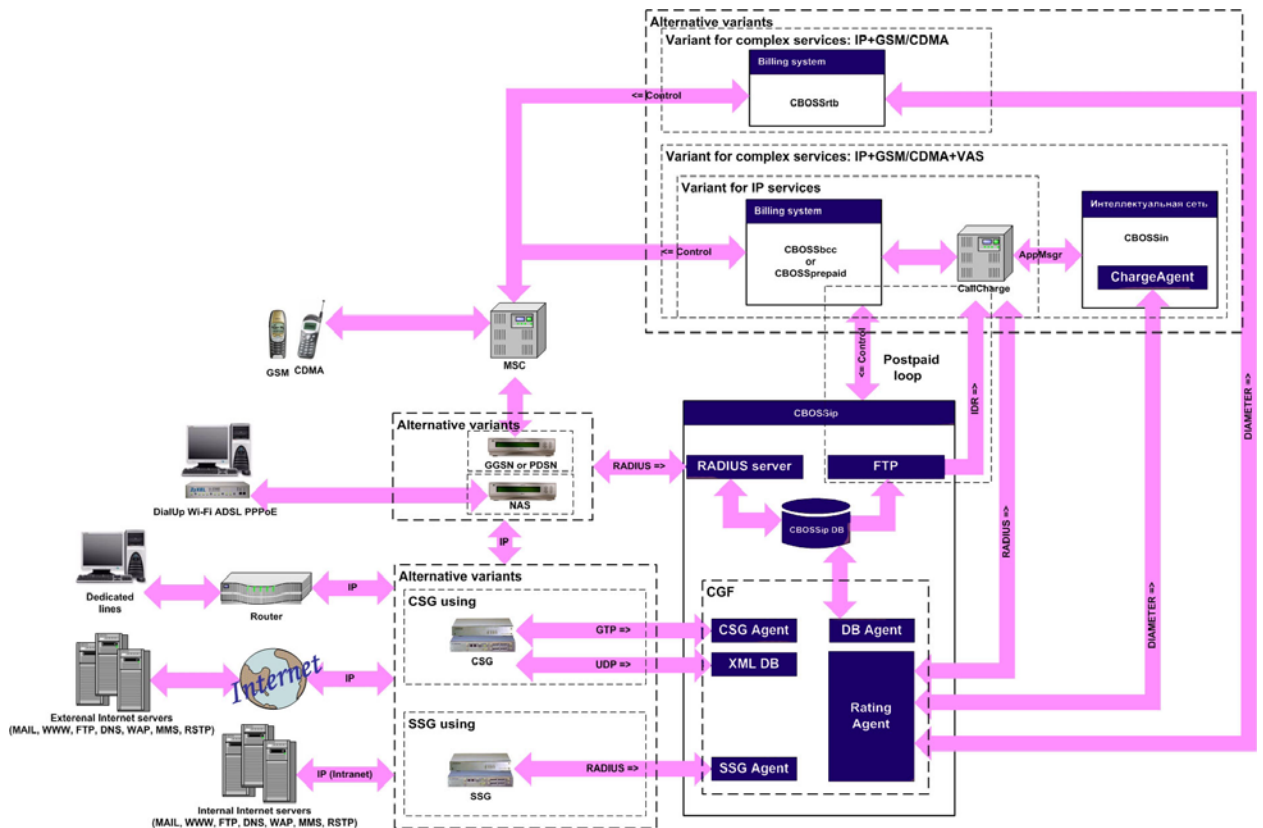 Alternative variants
Variant for complex services: IP+GSM/CDMA
Billing system
CBOSSrtb
<= Control
Variant for complex services: IP+GSM/CDMA+VAS
Variant for IP services
Billing system
CBOSSbcc
or
CBOSSprepaid
<= Control
CallCharge
AppMsgr
Интеллектуальная сеть
CBOSSin
ChargeAgent
GSM
CDMA
MSC
<= Control
Postpaid
loop
IDR =>
RADIUS =>
DIAMETER =>
DIAMETER =>
Alternative variants
GGSN or PDSN
NAS
RADIUS =>
CBOSSip
RADIUS server
FTP
CBOSSip DB
DialUp Wi-Fi ADSL PPPoE
IP
Dedicated
lines
Router
IP
Alternative variants
CSG using
CSG
GTP =>
UDP =>
CGF
CSG Agent
XML DB
DB Agent
Rating
Agent
SSG Agent
Internet
IP
Exterenal Internet servers
(MAIL, WWW, FTP, DNS, WAP, MMS, RSTP)
SSG using
SSG
RADIUS =>
IP (Intranet)
Internal Internet servers
(MAIL, WWW, FTP, DNS, WAP, MMS, RSTP)